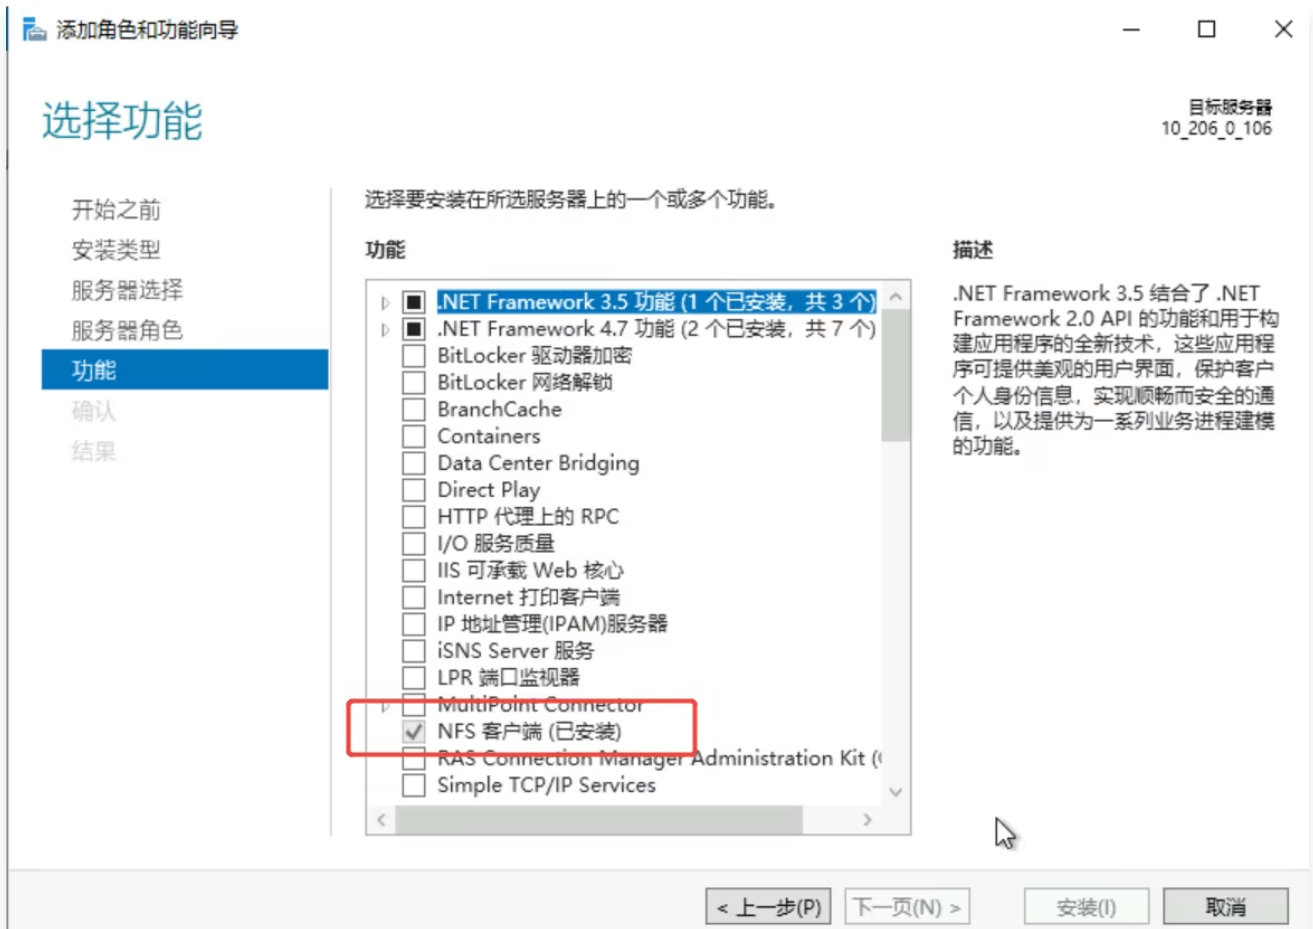 添加角色和功能向导
选择功能
目标服务器
10_206_0_106
开始之前
安装类型
服务器选择
服务器角色
功能
确认
结果
选择要安装在所选服务器上的一个或多个功能。
功能
.NET Framework 3.5 功能 (1 个已安装，共 3 个)
.NET Framework 4.7 功能 (2 个已安装，共 7 个)
BitLocker 驱动器加密
BitLocker 网络解锁
BranchCache
Containers
Data Center Bridging
Direct Play
HTTP 代理上的 RPC
I/O 服务质量
IIS 可承载 Web 核心
Internet 打印客户端
IP 地址管理(IPAM)服务器
iSNS Server 服务
LPR 端口监视器
MultiPoint Connector
NFS 客户端 (已安装)
RAS Connection Manager Administration Kit (
Simple TCP/IP Services
描述
.NET Framework 3.5 结合了 .NET
Framework 2.0 API 的功能和用于构
建应用程序的全新技术，这些应用程
序可提供美观的用户界面，保护客户
个人身份信息，实现顺畅而安全的通
信，以及提供为一系列业务进程建模
的功能。
< 上一步(P)
下一页(N) >
安装(I)
取消